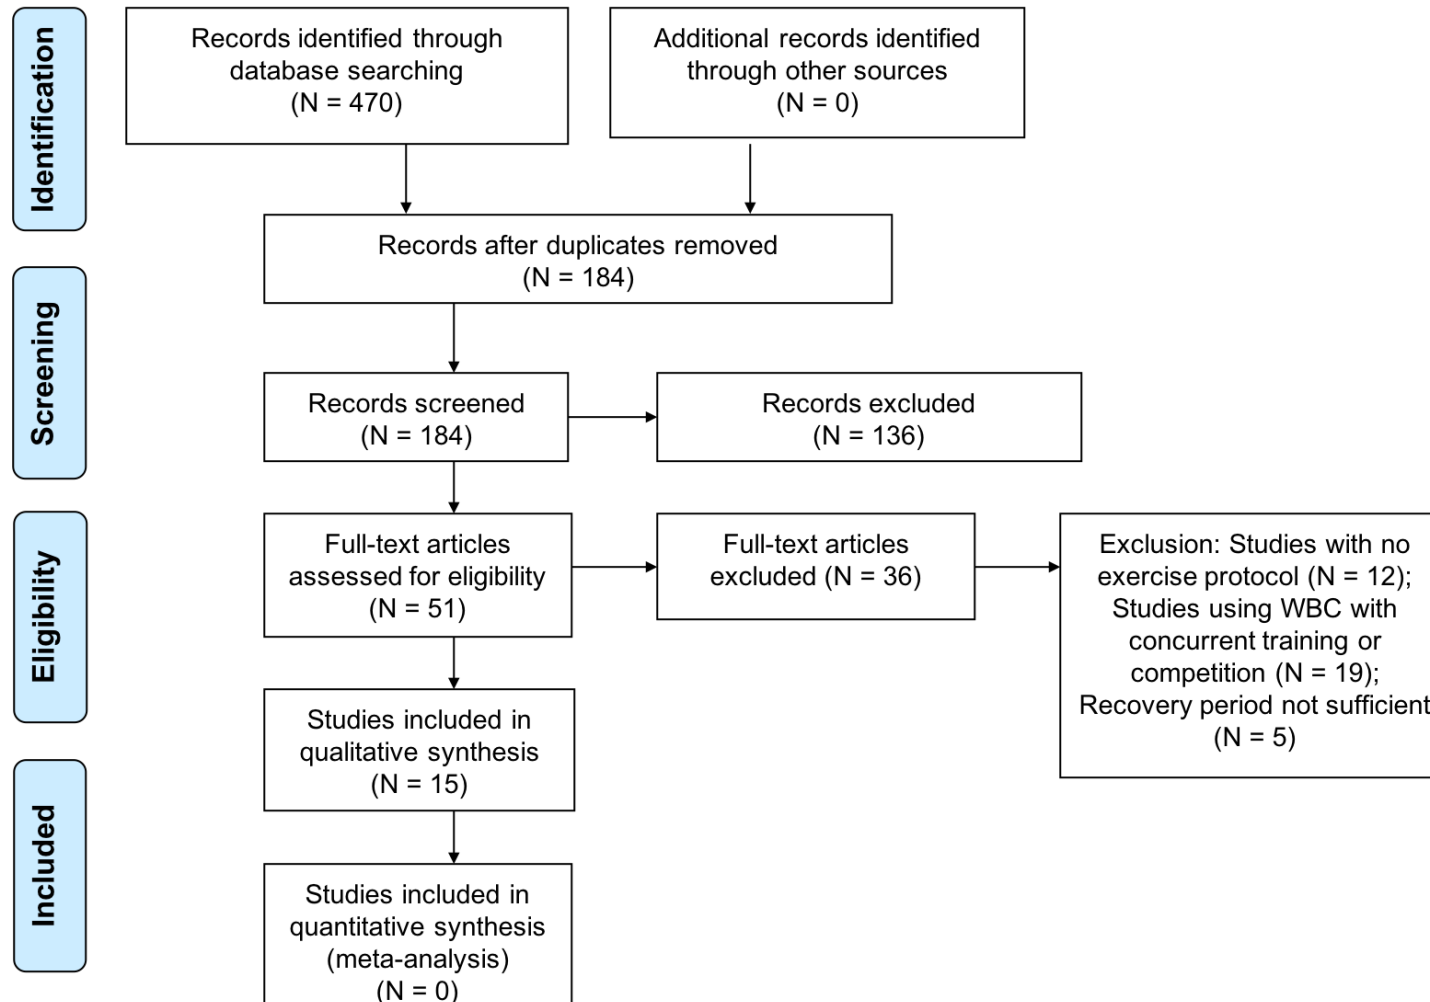 Identification
Records identified through
database searching
(N = 470)
Additional records identified
through other sources
(N = 0)
Records after duplicates removed
(N = 184)
Screening
Records screened
(N = 184)
Records excluded
(N = 136)
Eligibility
Full-text articles
assessed for eligibility
(N = 51)
Full-text articles
excluded (N = 36)
Exclusion: Studies with no
exercise protocol (N = 12);
Studies using WBC with
concurrent training or
competition (N = 19);
Recovery period not sufficient
(N = 5)
Studies included in
qualitative synthesis
(N = 15)
Included
Studies included in
quantitative synthesis
(meta-analysis)
(N = 0)